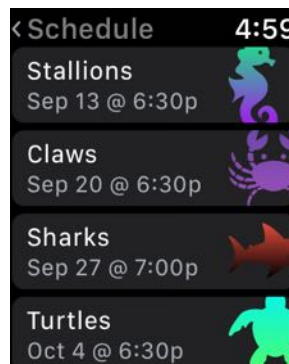 < Schedule 4:59
Stallions
Sep 13 @ 6:30p
Claws
Sep 20 @ 6:30p
Sharks
Sep 27 @ 7:00p
Turtles
Oct 4 @ 6:30p